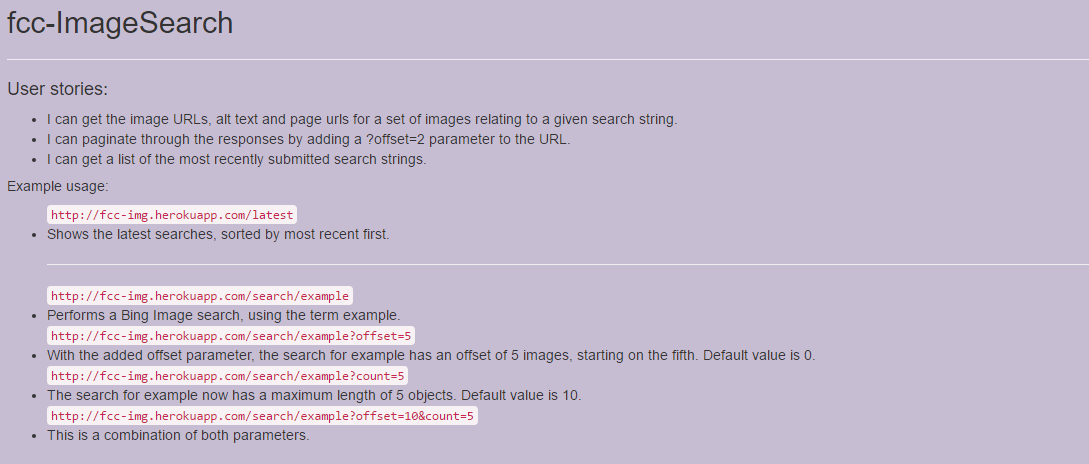 fcc-ImageSearch
User stories:
I can get the image URLs, alt text and page urls for a set of images relating to a given search string.
I can paginate through the responses by adding a ?offset=2 parameter to the URL.
I can get a list of the most recently submitted search strings.
Example usage:
http://fcc-img.herokuapp.com/latest
Shows the latest searches, sorted by most recent first.
http://fcc-img.herokuapp.com/search/example
Performs a Bing Image search, using the term example.
http://fcc-img.herokuapp.com/search/example?offset=5
With the added offset parameter, the search for example has an offset of 5 images, starting on the fifth. Default value is 0.
http://fcc-img.herokuapp.com/search/example?count=5
The search for example now has a maximum length of 5 objects. Default value is 10.
http://fcc-img.herokuapp.com/search/example?offset=10&count=5
This is a combination of both parameters.